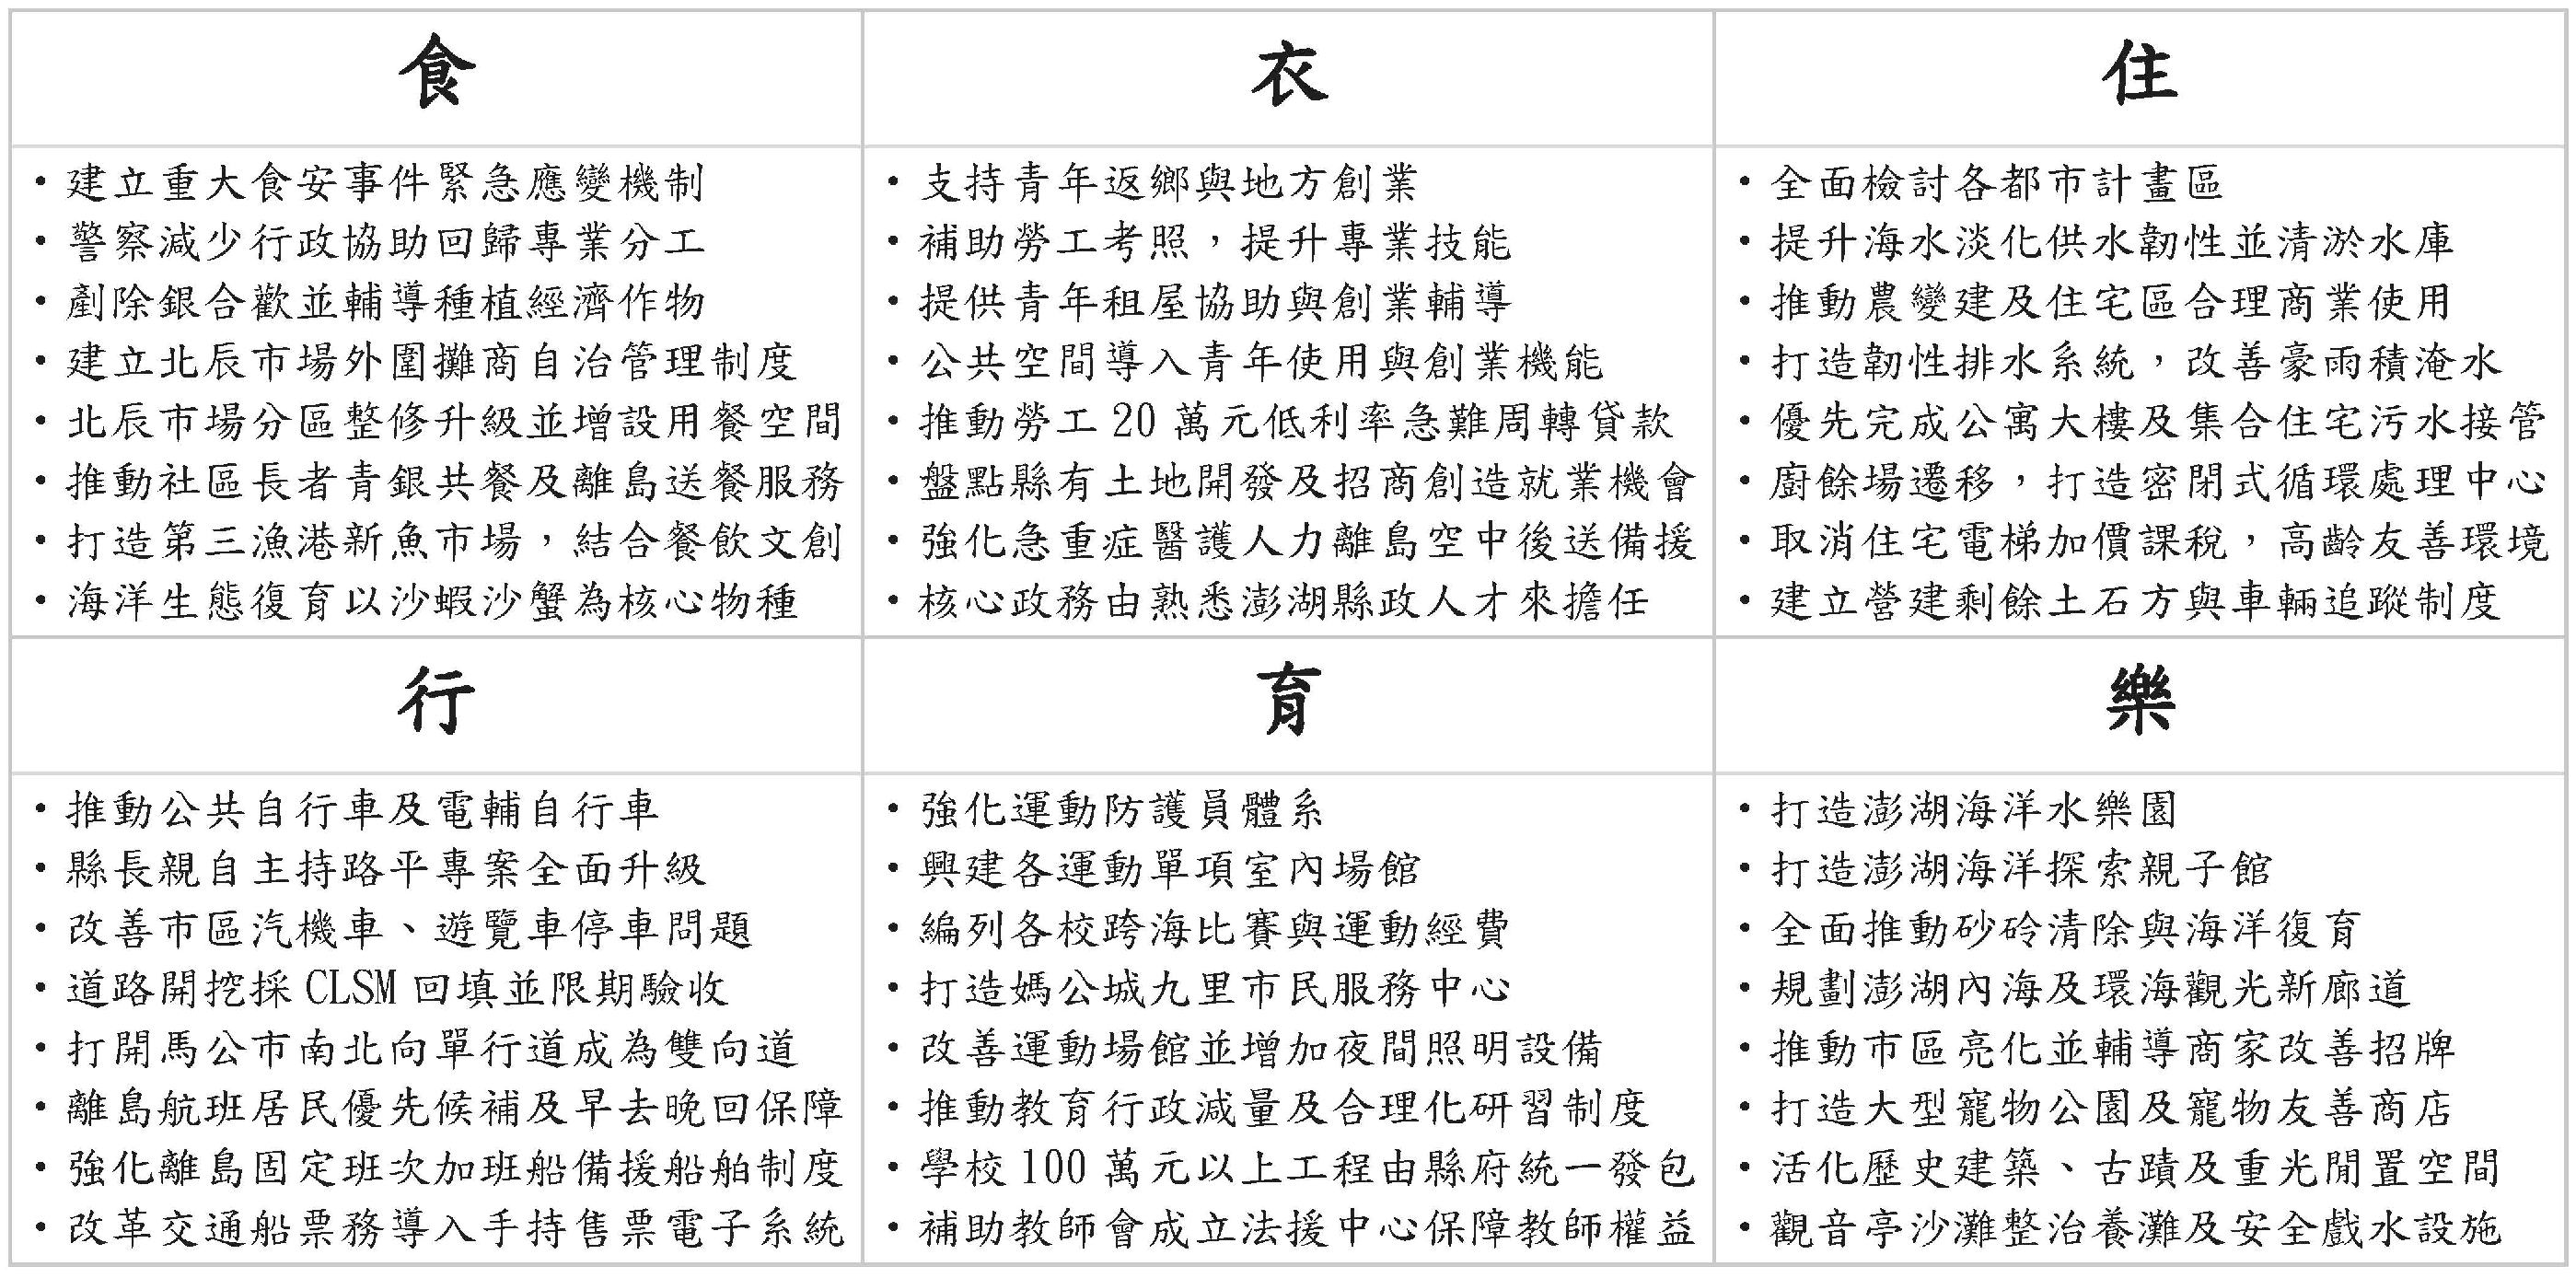 食
・建立重大食安事件緊急應變機制
・警察減少行政協助回歸專業分工
・剷除銀合歡並輔導種植經濟作物
・建立北辰市場外圍攤商自治管理制度
・北辰市場分區整修升級並增設用餐空間
・推動社區長者青銀共餐及離島送餐服務
・打造第三漁港新魚市場，結合餐飲文創
・海洋生態復育以沙蝦沙蟹為核心物種
衣
・支持青年返鄉與地方創業
・補助勞工考照，提升專業技能
・提供青年租屋協助與創業輔導
・公共空間導入青年使用與創業機能
・推動勞工 20 萬元低利率急難周轉貸款
・盤點縣有土地開發及招商創造就業機會
・強化急重症醫護人力離島空中後送備援
・核心政務由熟悉澎湖縣政人才來擔任
住
・全面檢討各都市計畫區
・提升海水淡化供水韌性並清淤水庫
・推動農變建及住宅區合理商業使用
・打造韌性排水系統，改善豪雨積淹水
・優先完成公寓大樓及集合住宅污水接管
・廚餘場遷移，打造密閉式循環處理中心
・取消住宅電梯加價課稅，高齡友善環境
・建立營建剩餘土石方與車輛追蹤制度
行
・推動公共自行車及電輔自行車
・縣長親自主持路平專案全面升級
・改善市區汽機車、遊覽車停車問題
・道路開挖採 CLSM 回填並限期驗收
・打開馬公市南北向單行道成為雙向道
・離島航班居民優先候補及早去晚回保障
・強化離島固定班次加班船備援船舶制度
・改革交通船票務導入手持售票電子系統
育
・強化運動防護員體系
・興建各運動單項室內場館
・編列各校跨海比賽與運動經費
・打造媽公城九里市民服務中心
・改善運動場館並增加夜間照明設備
・推動教育行政減量及合理化研習制度
・學校 100 萬元以上工程由縣府統一發包
・補助教師會成立法援中心保障教師權益
樂
・打造澎湖海洋水樂園
・打造澎湖海洋探索親子館
・全面推動砂砱清除與海洋復育
・規劃澎湖內海及環海觀光新廊道
・推動市區亮化並輔導商家改善招牌
・打造大型寵物公園及寵物友善商店
・活化歷史建築、古蹟及重光閒置空間
・觀音亭沙灘整治養灘及安全戲水設施